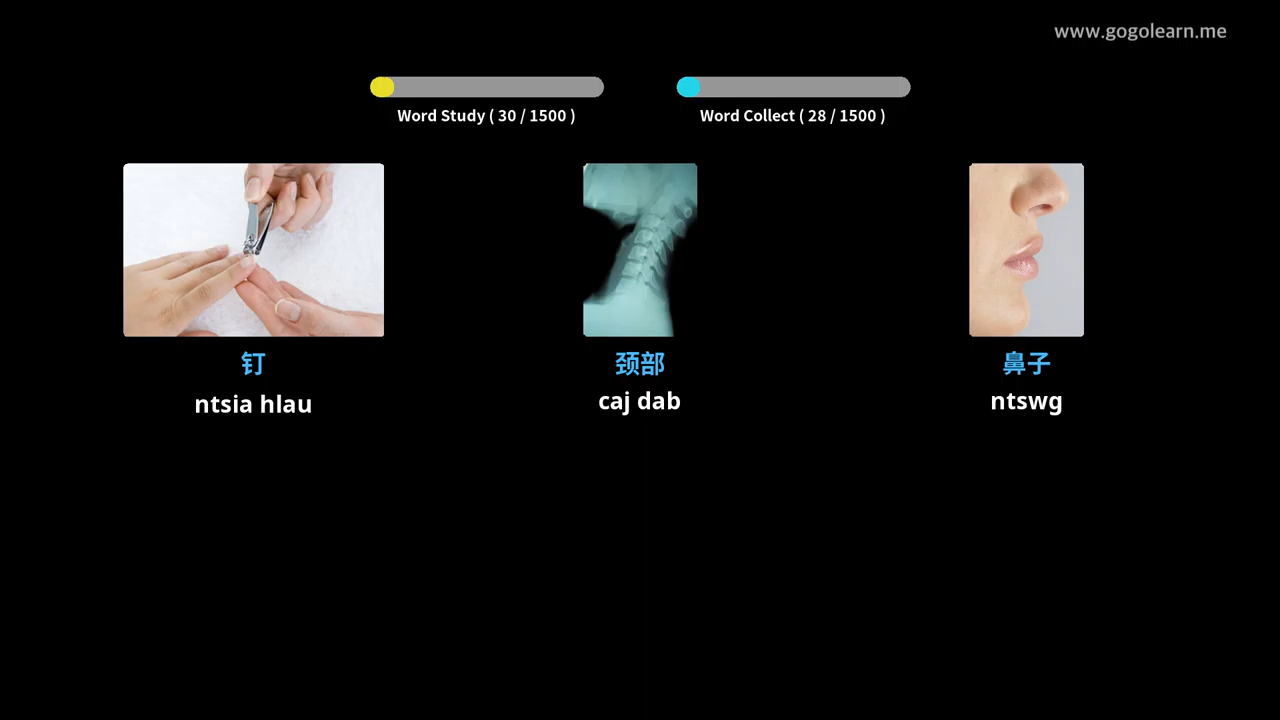 www.gogolearn.me
Word Study ( 30 / 1500 )
Word Collect ( 28 / 1500 )
钉
颈部
鼻子
ntsia hlau
caj dab
ntswg